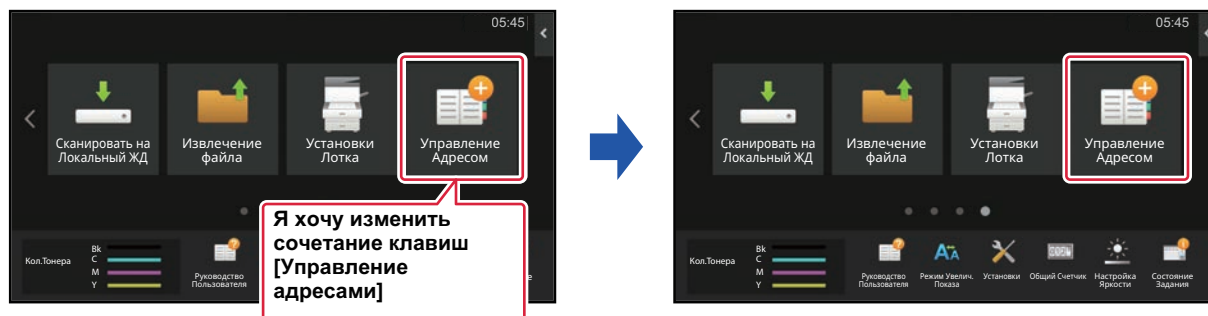 05:45
Сканировать на
Локальный ЖД
Извлечение
файла
Установки
Лотка
Управление
Адресом
Я хочу изменить
сочетание клавиш
[Управление
адресами]
Кол.Тонера
Bk
C
M
Y
Руководство
Пользователя
05:45
Сканировать на
Локальный ЖД
Извлечение
файла
Установки
Лотка
Управление
Адресом
Кол.Тонера
Bk
C
M
Y
Руководство
Пользователя
Режим Увелич.
Показа
Установки
Общий Счетчик
Настройка
Яркости
Состояние
Задания